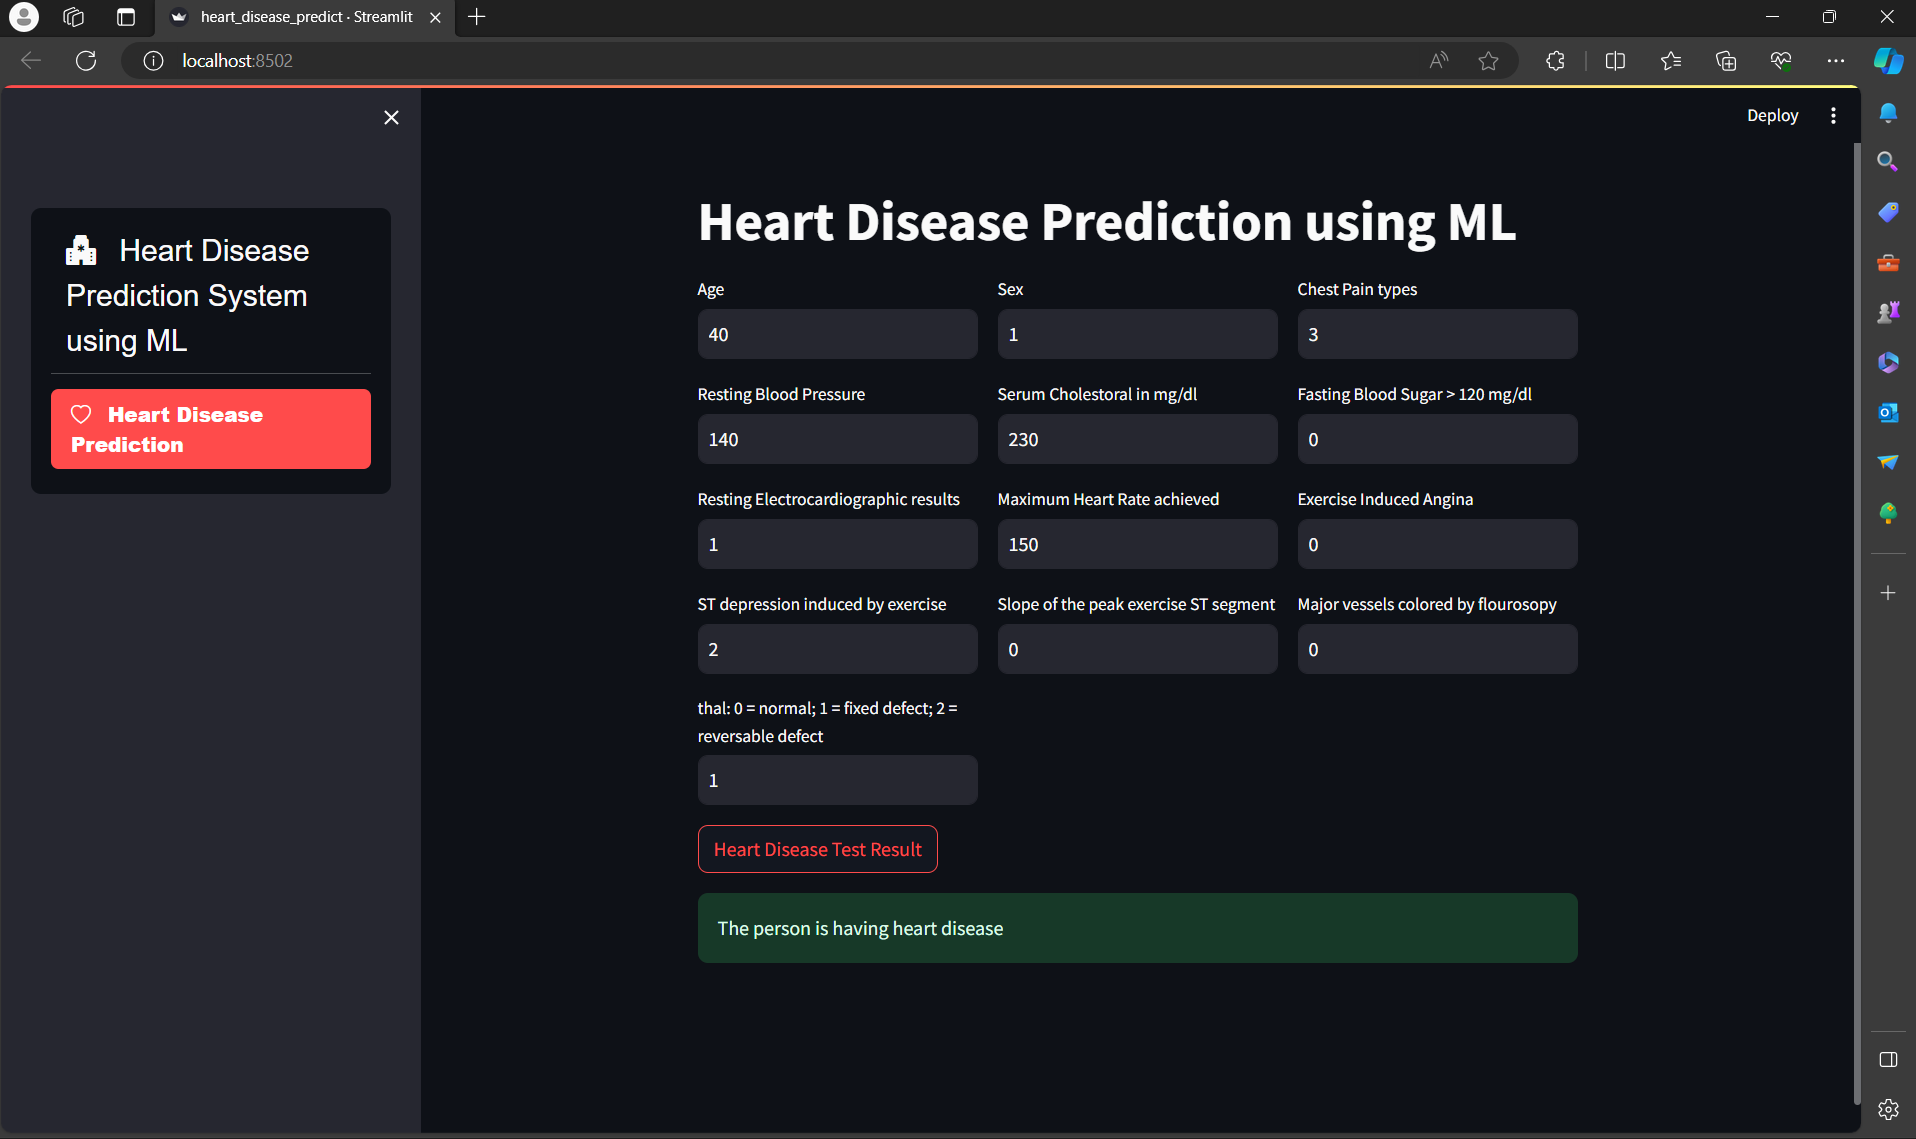 heart_disease_predict · Streamlit
localhost:8502
Deploy
Heart Disease
Prediction System
using ML
Heart Disease
Prediction
Heart Disease Prediction using ML
Age
40
Sex
1
Chest Pain types
3
Resting Blood Pressure
140
Serum Cholestoral in mg/dl
230
Fasting Blood Sugar > 120 mg/dl
0
Resting Electrocardiographic results
1
Maximum Heart Rate achieved
150
Exercise Induced Angina
0
ST depression induced by exercise
2
Slope of the peak exercise ST segment
0
Major vessels colored by flourosopy
0
thal: 0 = normal; 1 = fixed defect; 2 =
reversable defect
1
Heart Disease Test Result
The person is having heart disease